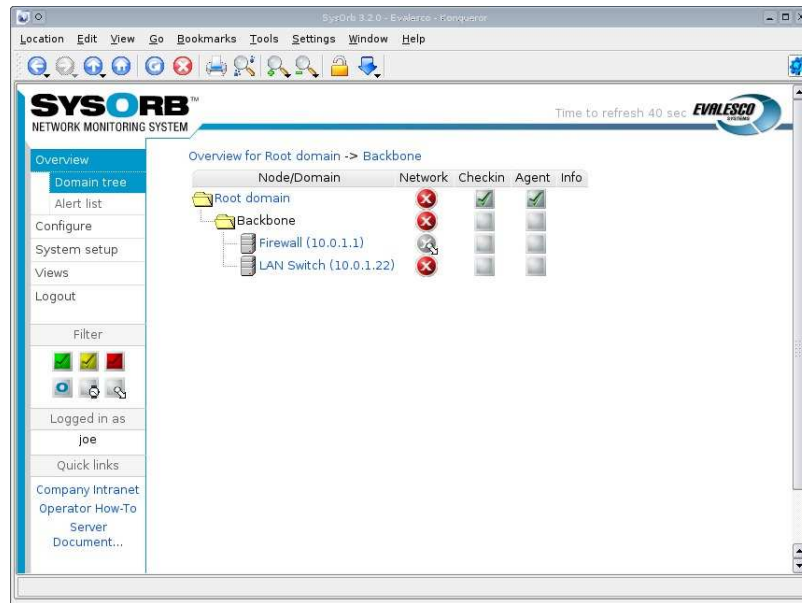 SysOrb 3.2.0 - Evalesco - Konqueror
Location Edit View Go Bookmarks Tools Settings Window Help
SYSORB™
NETWORK MONITORING SYSTEM
Time to refresh 40 sec
EVALESCO
SYSTEMS
Overview
Domain tree
Alert list
Configure
System setup
Views
Logout
Filter
Logged in as
joe
Quick links
Company Intranet
Operator How-To
Server
Document...
Overview for Root domain -> Backbone
Node/Domain Network Checkin Agent Info
Root domain
Backbone
Firewall (10.0.1.1)
LAN Switch (10.0.1.22)